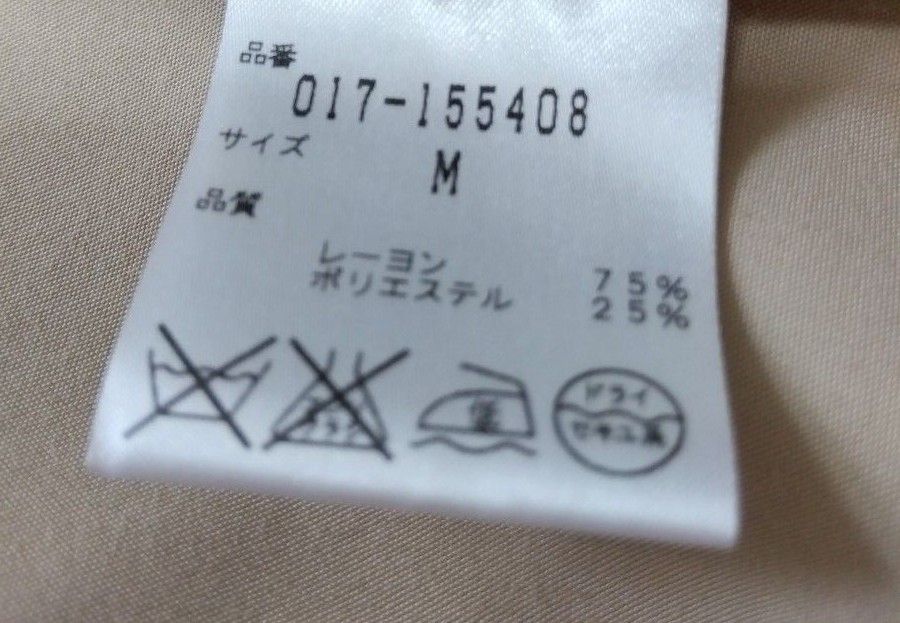 品番
017-155408
サイズ
M
品質
レーヨン 75%
ポリエステル 25%
ドライ
セキユ系